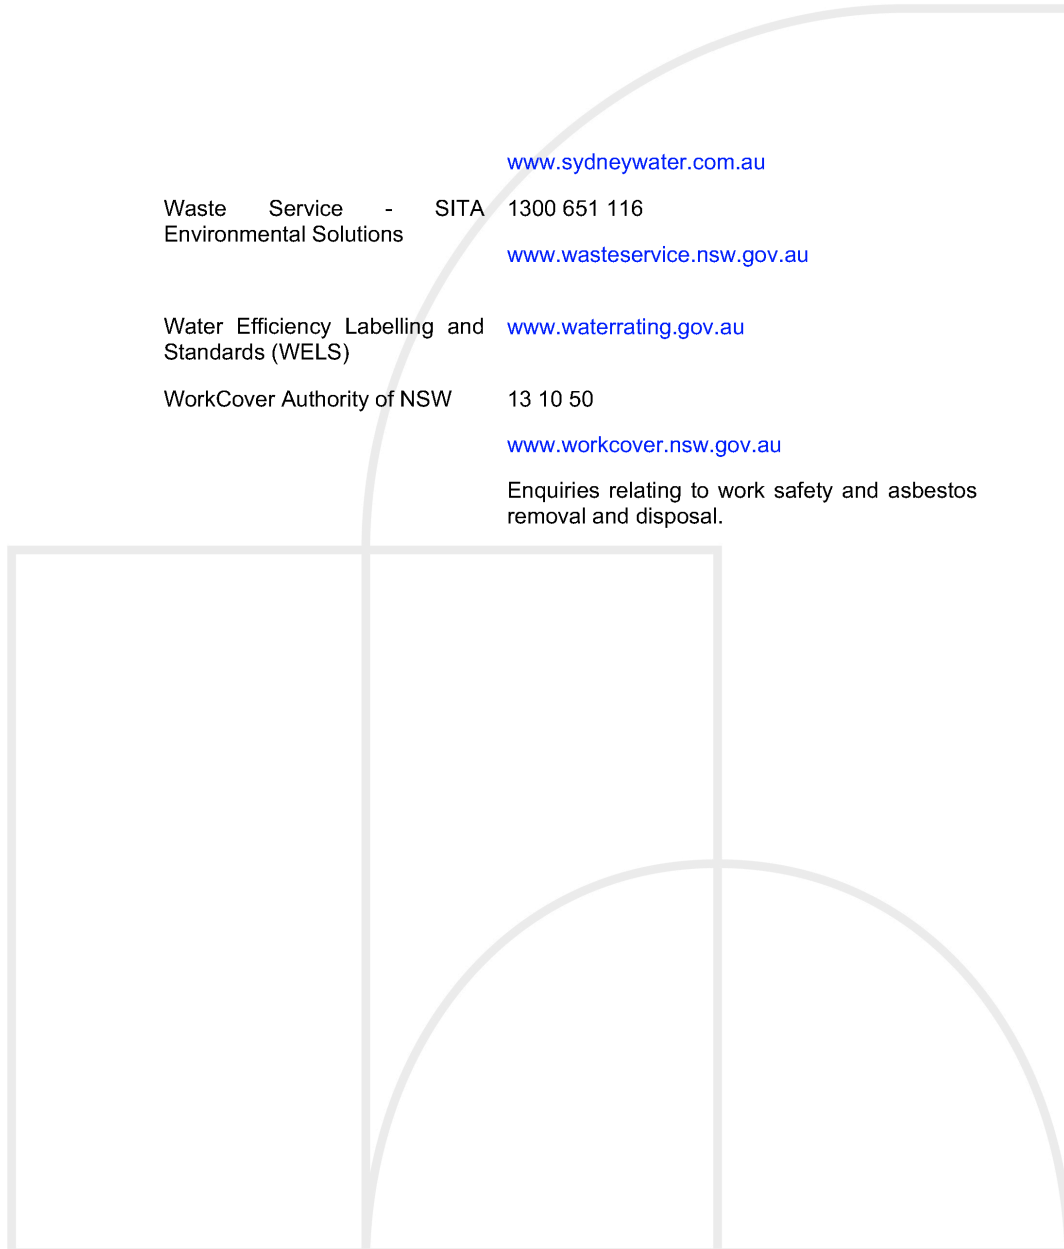 www.sydneywater.com.au
Waste Service - SITA 1300 651 116
Environmental Solutions
www.wasteservice.nsw.gov.au
Water Efficiency Labelling and www.waterrating.gov.au
Standards (WELS)
WorkCover Authority of NSW 13 10 50
www.workcover.nsw.gov.au
Enquiries relating to work safety and asbestos
removal and disposal.